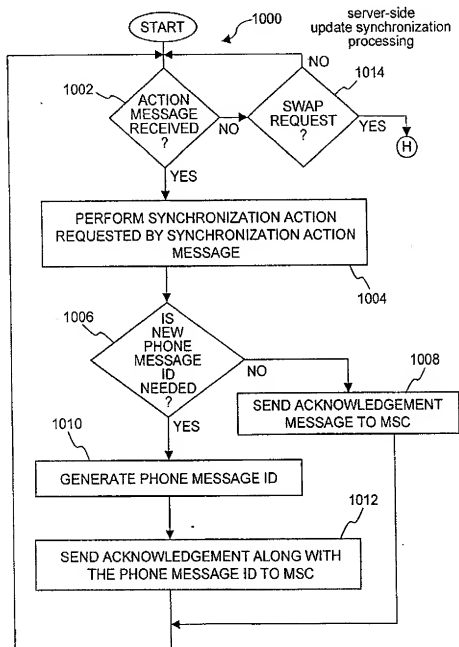 START
1000
server-side
update synchronization
processing
NO
1002
1014
ACTION
MESSAGE
RECEIVED
?
NO
SWAP
REQUEST
?
YES
H
YES
PERFORM SYNCHRONIZATION ACTION
REQUESTED BY SYNCHRONIZATION ACTION
MESSAGE
1004
1006
IS
NEW
PHONE
MESSAGE
ID
NEEDED
?
NO
1008
YES
SEND ACKNOWLEDGEMENT
MESSAGE TO MSC
1010
GENERATE PHONE MESSAGE ID
1012
SEND ACKNOWLEDGEMENT ALONG WITH
THE PHONE MESSAGE ID TO MSC